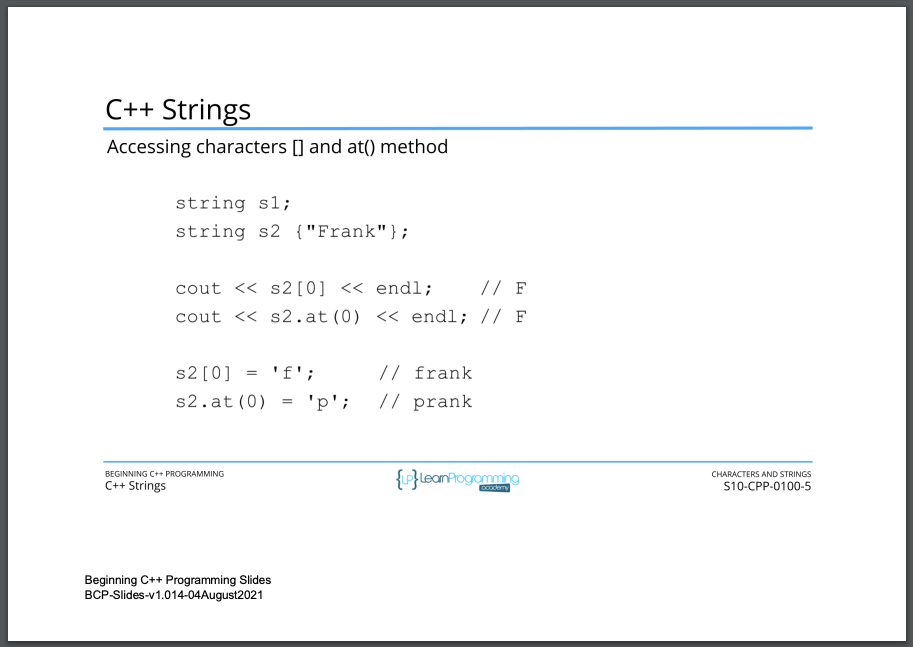 C++ Strings
Accessing characters [] and at() method
string s1;
string s2 {"Frank"};
cout << s2[0] << endl;    // F
cout << s2.at(0) << endl; // F
s2[0] = 'f';     // frank
s2.at(0) = 'p';  // prank
BEGINNING C++ PROGRAMMING
C++ Strings
{LP} LearnProgramming
academy
CHARACTERS AND STRINGS
S10-CPP-0100-5
Beginning C++ Programming Slides
BCP-Slides-v1.014-04August2021